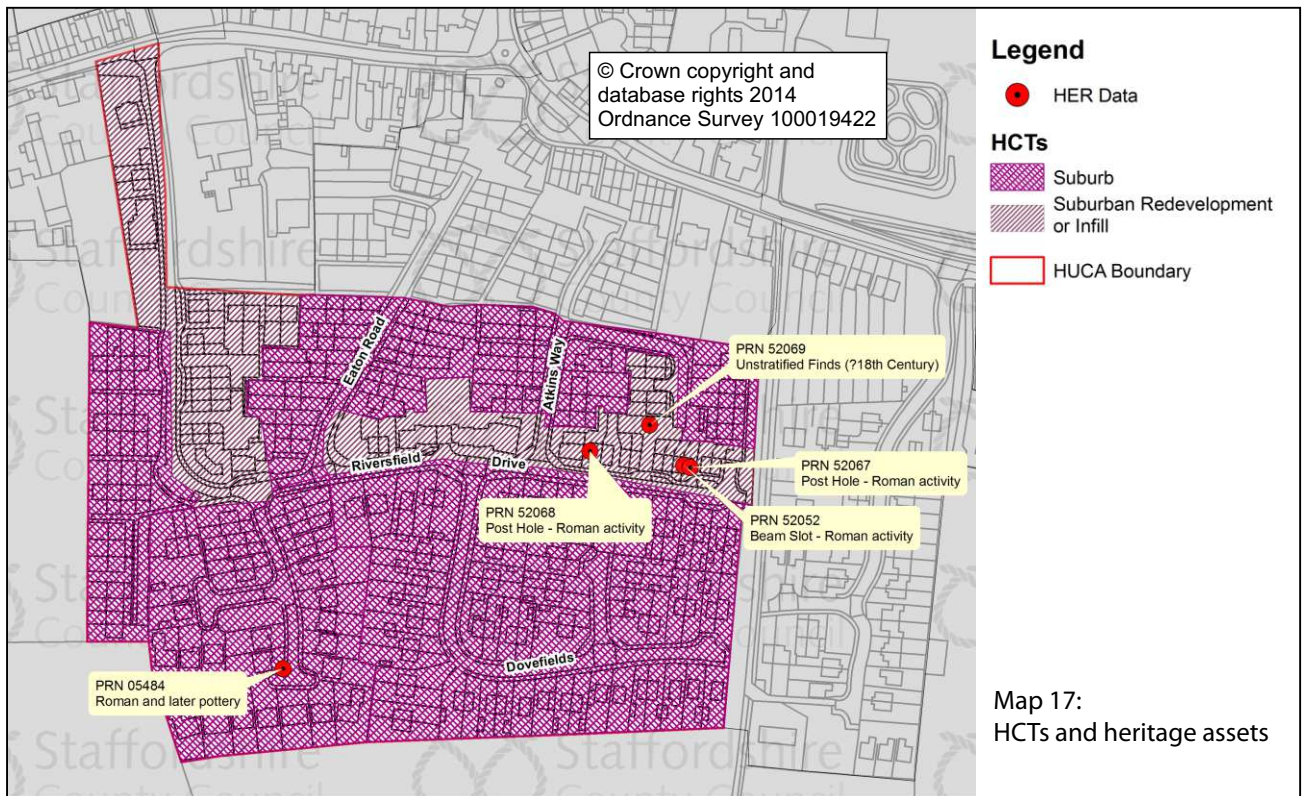 © Crown copyright and
database rights 2014
Ordnance Survey 100019422
Legend
HER Data
HCTs
Suburb
Suburban Redevelopment
or Infill
HUCA Boundary
Eaton Road
Atkins Way
PRN 52069
Unstratified Finds (?18th Century)
Riversfield
Drive
PRN 52067
Post Hole - Roman activity
PRN 52068
Post Hole - Roman activity
PRN 52052
Beam Slot - Roman activity
Dovefields
PRN 05484
Roman and later pottery
Map 17:
HCTs and heritage assets
Staffordshire
County Council